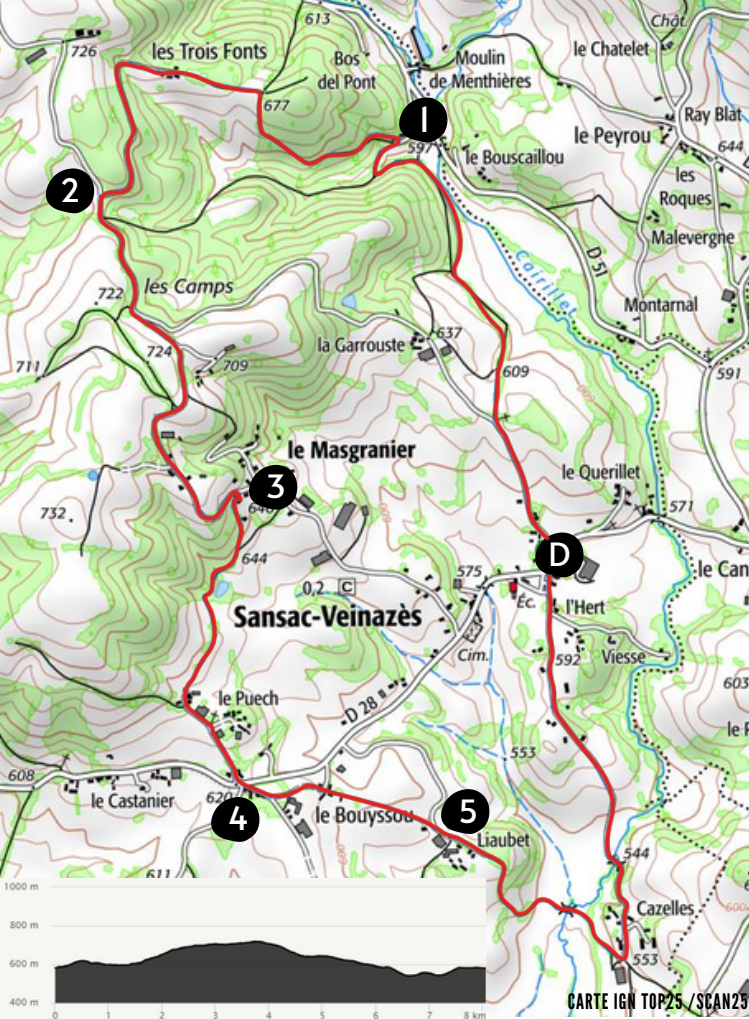 613
Chât.
726
les Trois Fonts
Bos
del Pont
Moulin
de Menthières
le Chatelet
677
1
597
le Bouscaillou
le Peyrou
Ray Blat
644
les
Roques
2
Malevergne
D 51
Cairillet
722
les Camps
Montarnal
724
709
711
la Garrouste
637
609
600
591
le Masgranier
le Querillet
3
732
571
600
644
D
le Can
575
0,2 C
Éc.
l'Hert
Sansac-Veinazès
Cim.
592
Viesse
603
le Puech
D 28
553
608
le Castanier
620
4
le Bouyssou
5
Liaubet
611
600
544
Cazelles
600
553
1000 m
800 m
600 m
400 m
0 1 2 3 4 5 6 7 8 km
CARTE IGN TOP25 /SCAN25